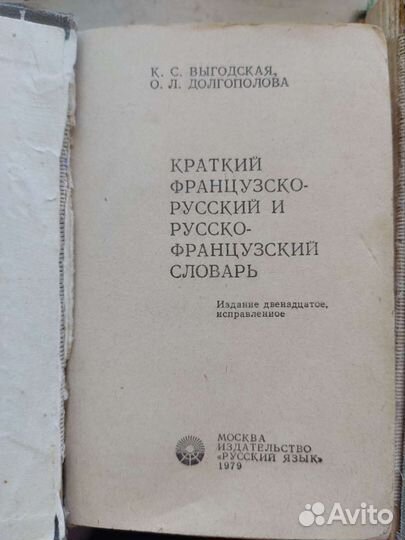 К. С. ВЫГОДСКАЯ,
О. Л. ДОЛГОПОЛОВА
КРАТКИЙ
ФРАНЦУЗСКО-
РУССКИЙ И
РУССКО-
ФРАНЦУЗСКИЙ
СЛОВАРЬ
Издание двенадцатое,
исправленное
МОСКВА
ИЗДАТЕЛЬСТВО
«РУССКИЙ ЯЗЫК»
1979
Avito